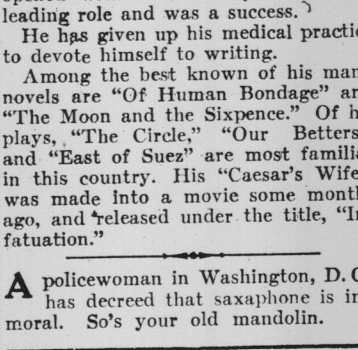 leading role and was a success."
He has given up his medical practic
to devote himself to writing.
Among the best known of his man
novels are "Of Human Bondage" an
"The Moon and the Sixpence." Of h
plays, "The Circle," "Our Betters
and "East of Suez" are most familia
in this country. His "Caesar's Wife
was made into a movie some mont
ago, and released under the title, "I
fatuation."
A policewoman in Washington, D. C
has decreed that saxaphone is in
moral. So's your old mandolin.